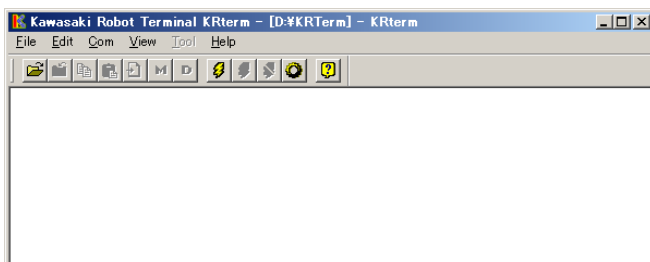 Kawasaki Robot Terminal KRterm - [D:¥KRTerm] - KRterm
File Edit Com View Tool Help
M D